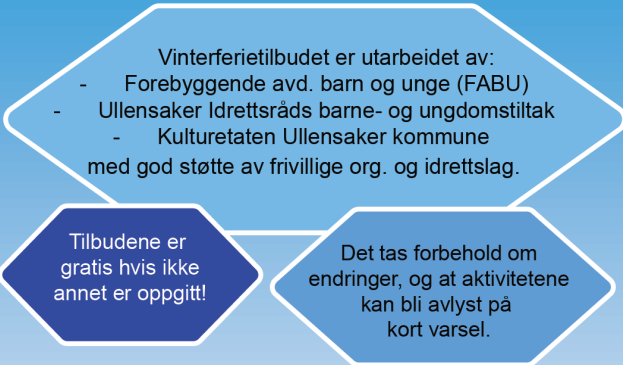 Vinterferietilbudet er utarbeidet av:
- Forebyggende avd. barn og unge (FABU)
- Ullensaker Idrettsråds barne- og ungdomstiltak
- Kulturetaten Ullensaker kommune
med god støtte av frivillige org. og idrettslag.
Tilbudene er
gratis hvis ikke
annet er oppgitt!
Det tas forbehold om
endringer, og at aktivitetene
kan bli avlyst på
kort varsel.